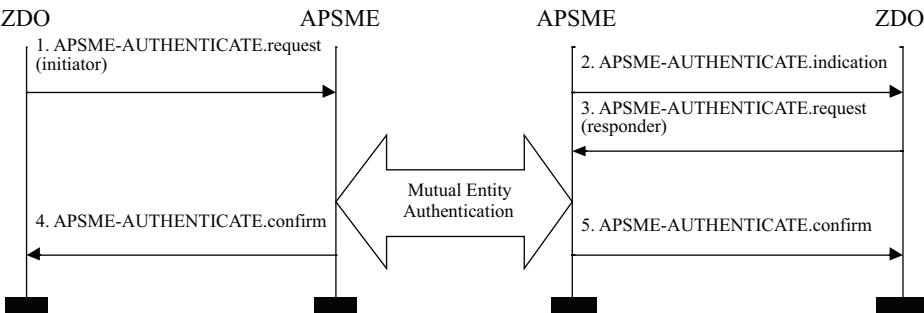 ZDO APSME APSME ZDO
1. APSME-AUTHENTICATE.request
(initiator)
2. APSME-AUTHENTICATE.indication
3. APSME-AUTHENTICATE.request
(responder)
Mutual Entity
Authentication
4. APSME-AUTHENTICATE.confirm
5. APSME-AUTHENTICATE.confirm